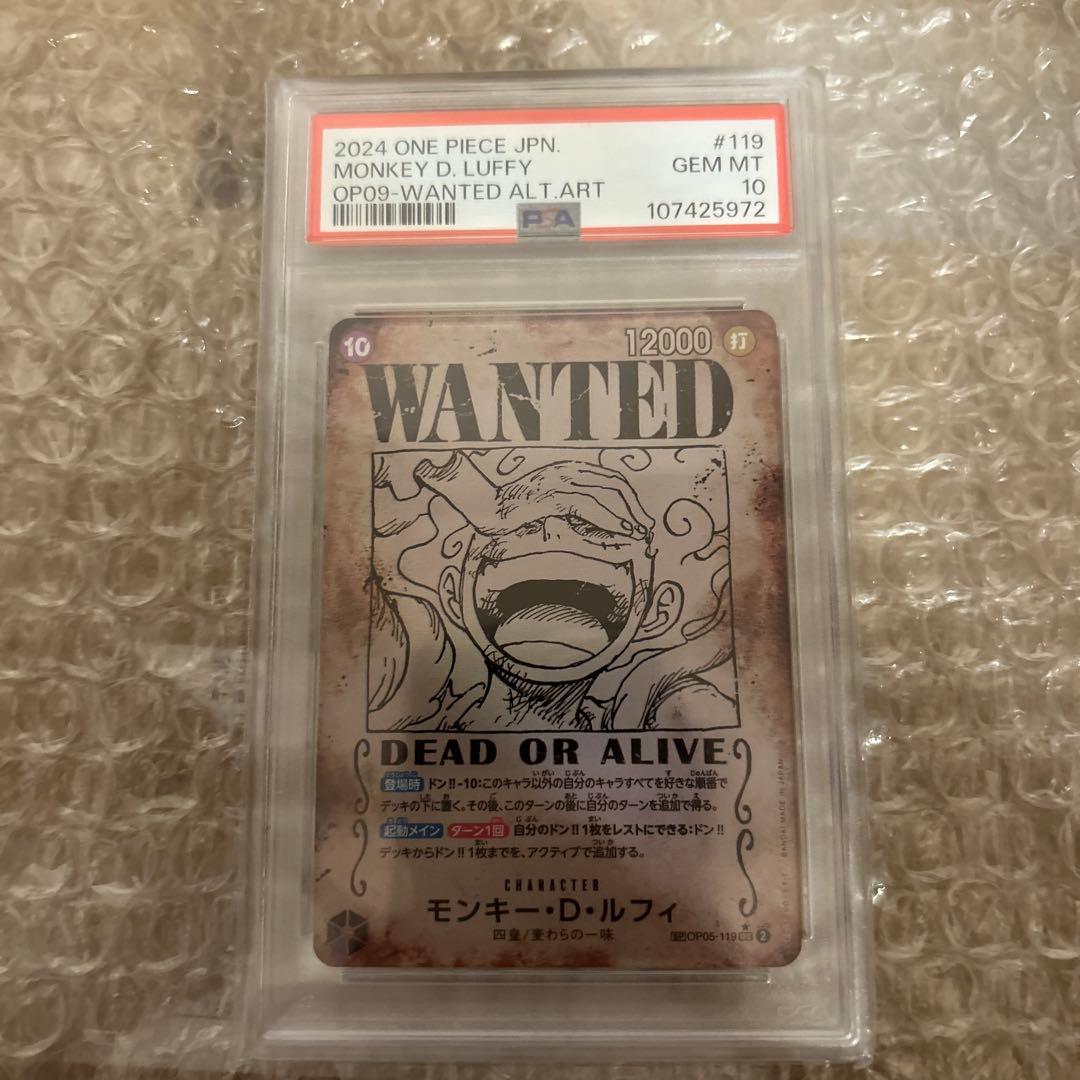 2024 ONE PIECE JPN. #119
MONKEY D. LUFFY GEM MT
OP09-WANTED ALT.ART 10
PSA 107425972
10 12000 打
WANTED
DEAD OR ALIVE
登場時 ドン!!-10:このキャラ以外の自分のキャラすべてを好きな順番で
デッキの下に置く。その後、このターンの後に自分のターンを追加で得る。
起動メイン ターン1回 自分のドン!!1枚をレストにできる:ドン!!
デッキからドン!!1枚までを、アクティブで追加する。
CHARACTER
モンキー・D・ルフィ
四皇/麦わらの一味
SP OP05-119 SEC 2
BANDAI MADE IN JAPAN